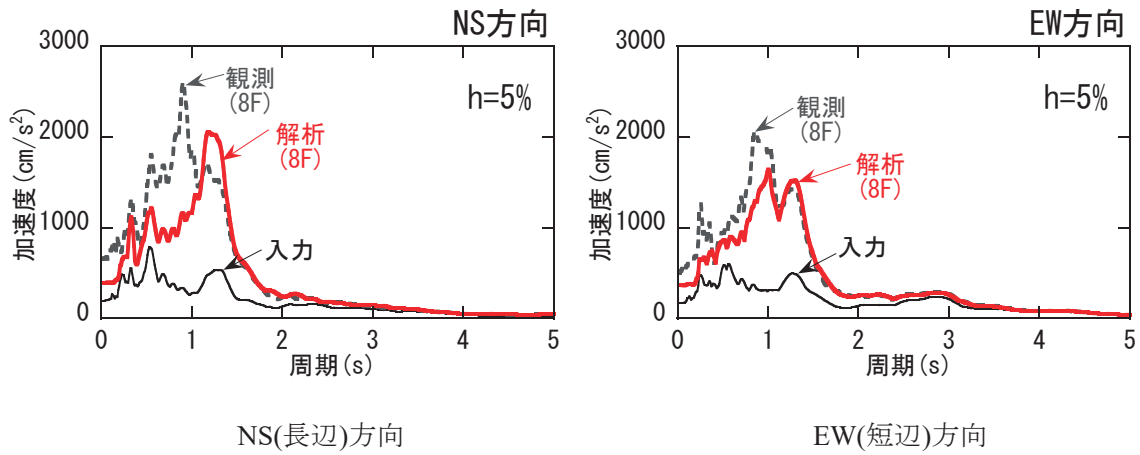 NS方向
3000
2000
1000
0
加速度(cm/s²)
観測
(8F)
h=5%
解析
(8F)
入力
0 1 2 3 4 5
周期(s)
NS(長辺)方向
EW方向
3000
2000
1000
0
加速度(cm/s²)
観測
(8F)
h=5%
解析
(8F)
入力
0 1 2 3 4 5
周期(s)
EW(短辺)方向